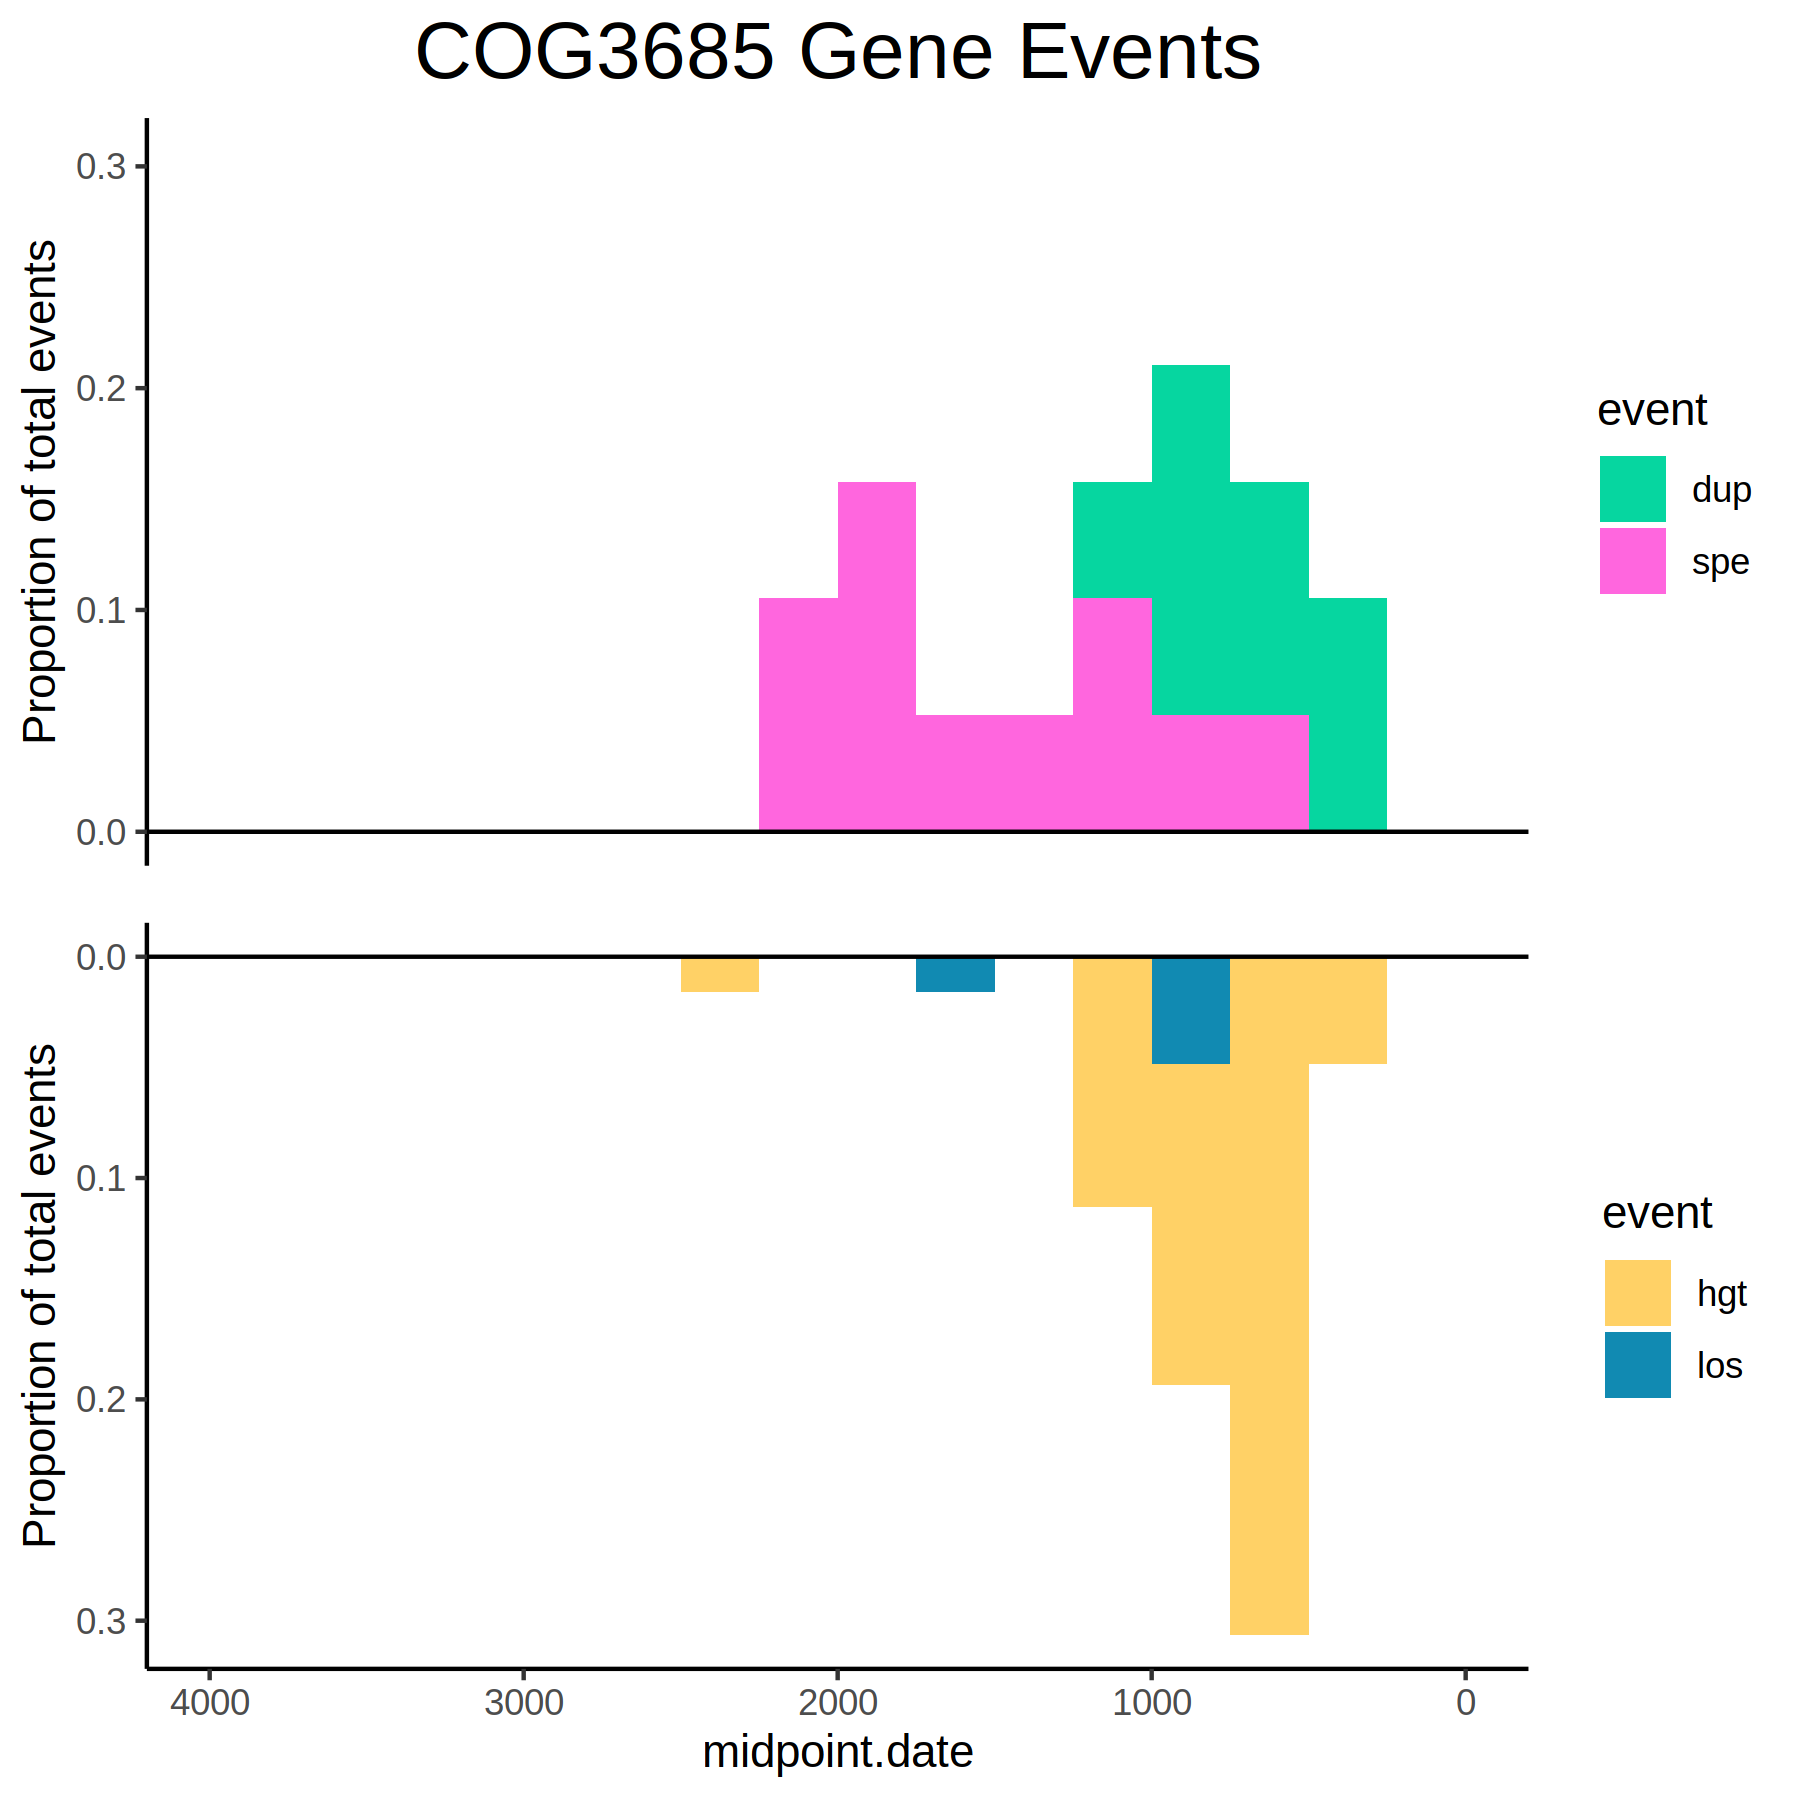 COG3685 Gene Events
Proportion of total events
0.3
0.2
0.1
0.0
event
dup
spe
Proportion of total events
0.0
0.1
0.2
0.3
event
hgt
los
4000 3000 2000 1000 0
midpoint.date